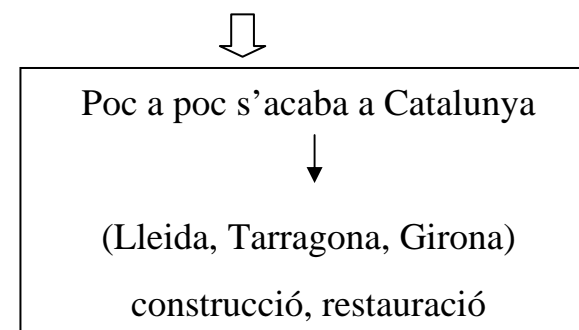 Poc a poc s’acaba a Catalunya
(Lleida, Tarragona, Girona)
construcció, restauració